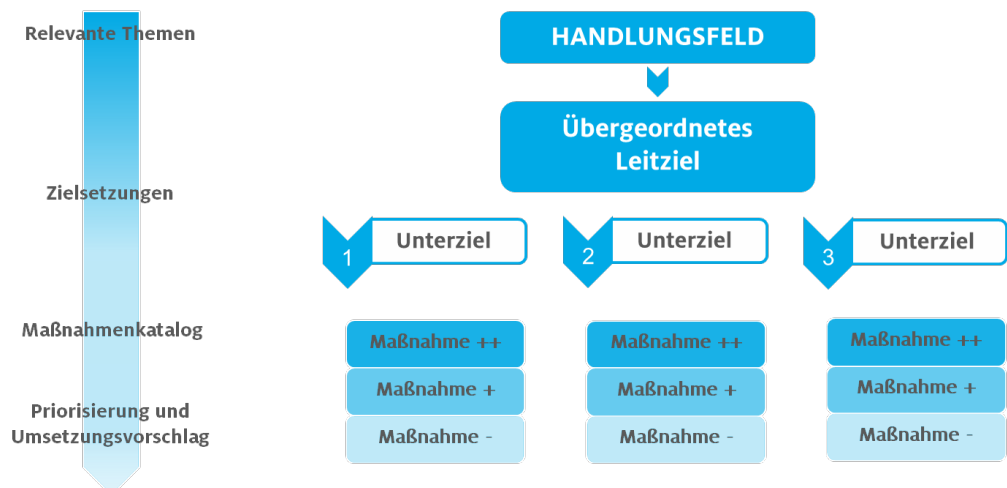 Relevante Themen
HANDLUNGSFELD
Übergeordnetes
Leitziel
Zielsetzungen
1 Unterziel
2 Unterziel
3 Unterziel
Maßnahmenkatalog
Maßnahme ++
Maßnahme ++
Maßnahme ++
Maßnahme +
Maßnahme +
Maßnahme +
Priorisierung und
Umsetzungsvorschlag
Maßnahme -
Maßnahme -
Maßnahme -